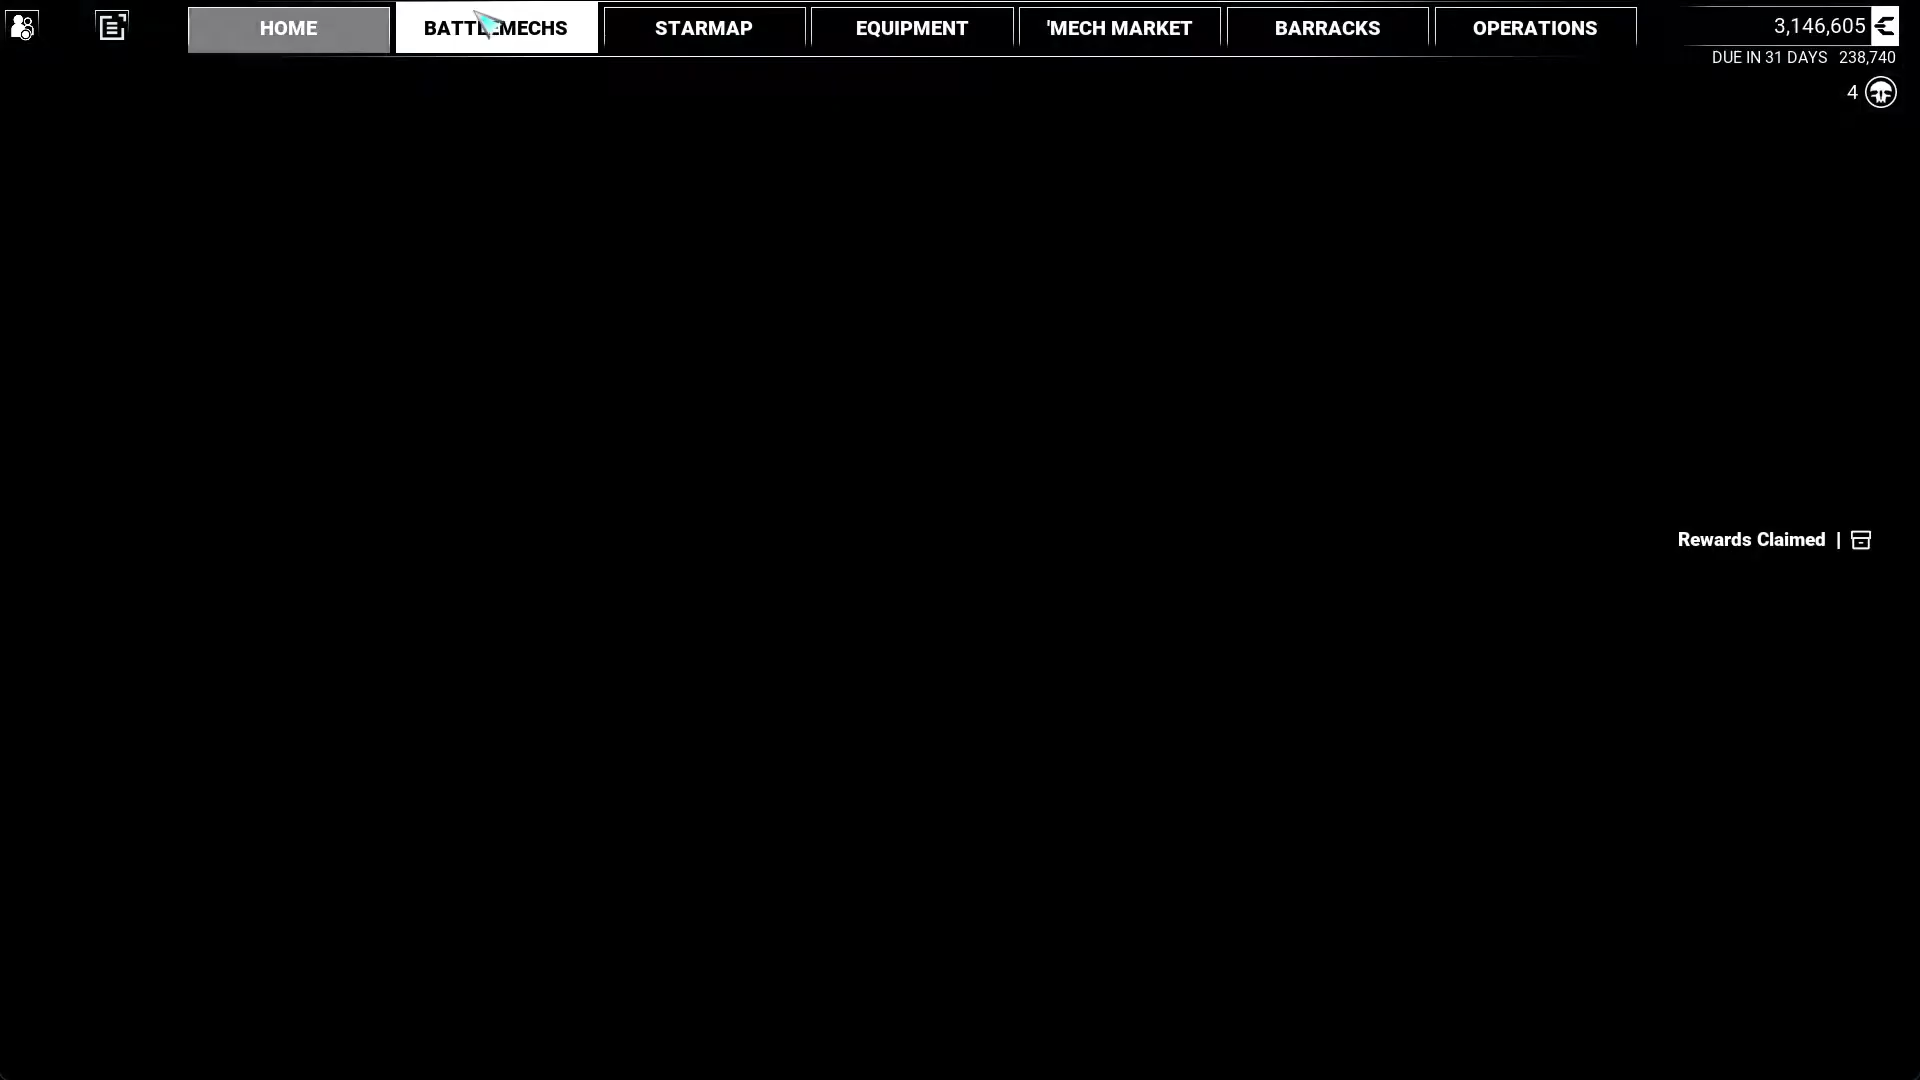 HOME
BATTLEMECHS
STARMAP
EQUIPMENT
'MECH MARKET
BARRACKS
OPERATIONS
3,146,605
DUE IN 31 DAYS 238,740
4
Rewards Claimed |